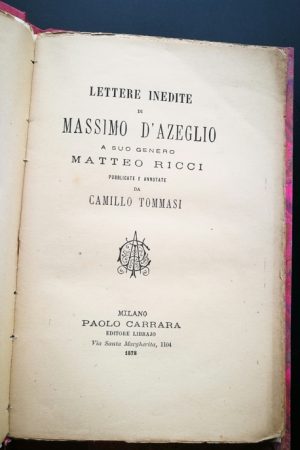 LETTERE INEDITE
DI
MASSIMO D'AZEGLIO
A SUO GENERO
MATTEO RICCI
PUBBLICATE E ANNOTATE
DA
CAMILLO TOMMASI
MILANO
PAOLO CARRARA
EDITORE LIBRAJO
Via Santa Margherita, 1104
1878